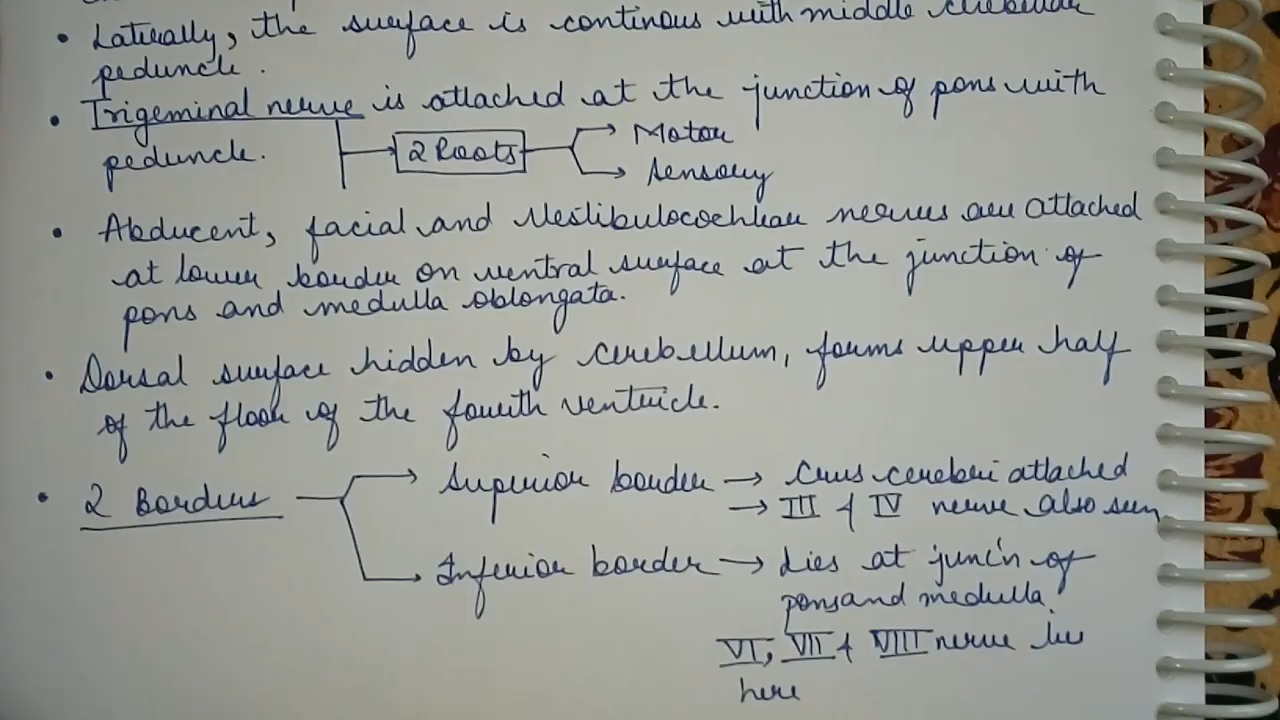 • Laterally, the surface is continous with middle cerebellar
peduncle.
• Trigeminal nerve is attached at the junction of pons with
peduncle.
2 Roots → Motor
→ Sensory
• Abducent, facial and Vestibulocochlear nerves are attached
at lower border on ventral surface at the junction of
pons and medulla oblongata.
• Dorsal surface hidden by cerebellum, forms upper half
of the floor of the fourth ventricle.
• 2 Borders → Superior border → Crus cerebri attached
→ III & IV nerve also seen
→ Inferior border → Lies at junc'n of
pons and medulla.
VI, VII & VIII nerve lies
here